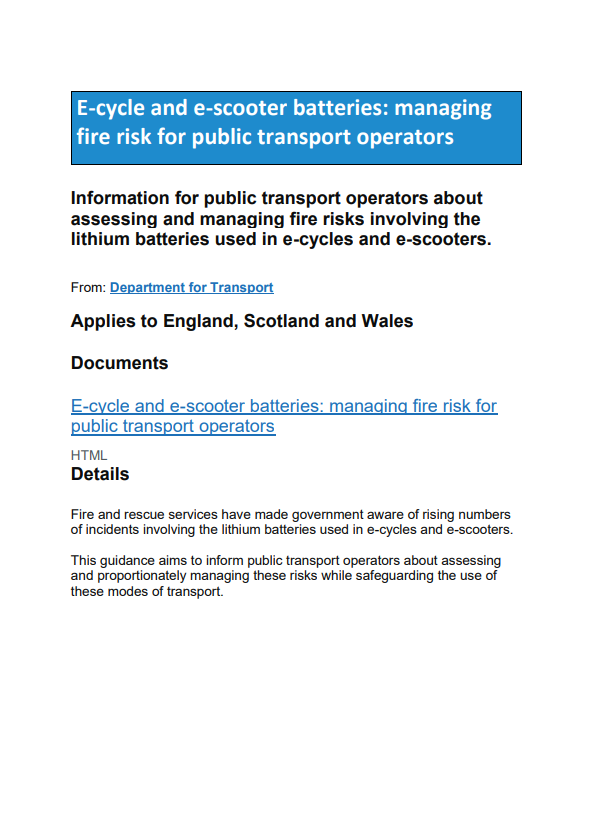 E-cycle and e-scooter batteries: managing
fire risk for public transport operators
Information for public transport operators about
assessing and managing fire risks involving the
lithium batteries used in e-cycles and e-scooters.
From: Department for Transport
Applies to England, Scotland and Wales
Documents
E-cycle and e-scooter batteries: managing fire risk for
public transport operators
HTML
Details
Fire and rescue services have made government aware of rising numbers
of incidents involving the lithium batteries used in e-cycles and e-scooters.
This guidance aims to inform public transport operators about assessing
and proportionately managing these risks while safeguarding the use of
these modes of transport.